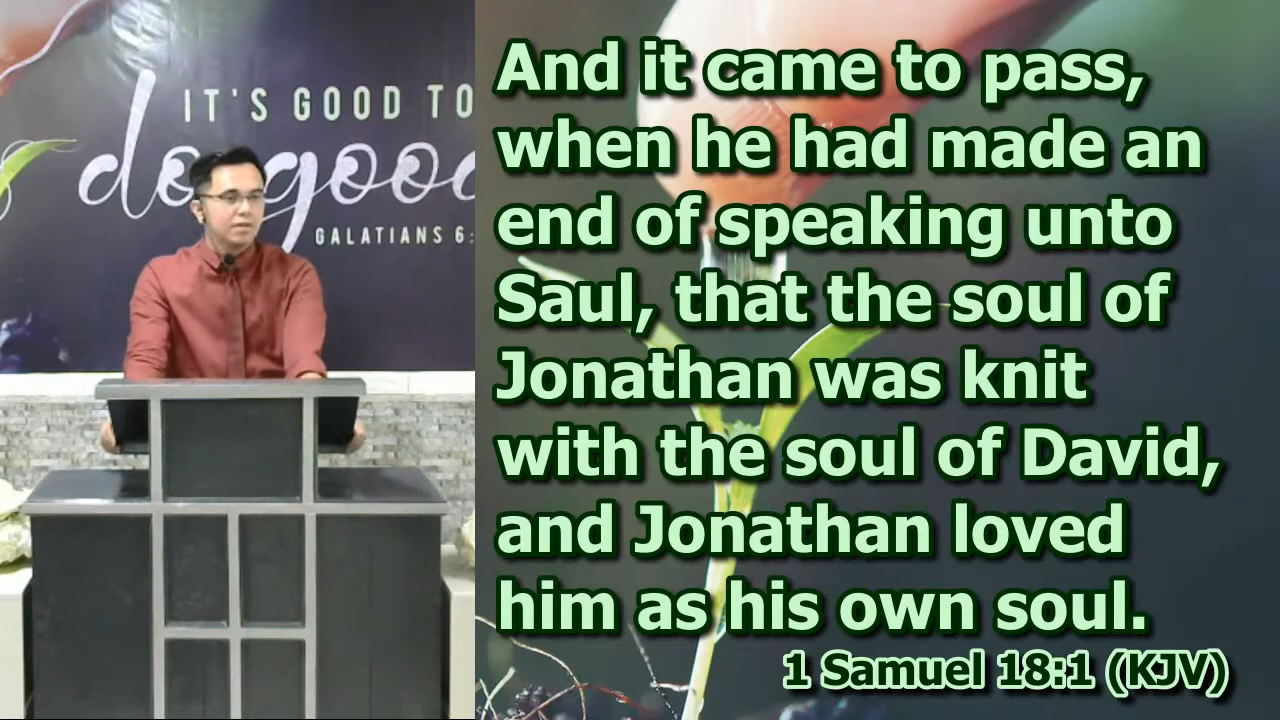 IT'S GOOD TO
do good
GALATIANS 6:
And it came to pass,
when he had made an
end of speaking unto
Saul, that the soul of
Jonathan was knit
with the soul of David,
and Jonathan loved
him as his own soul.
1 Samuel 18:1 (KJV)